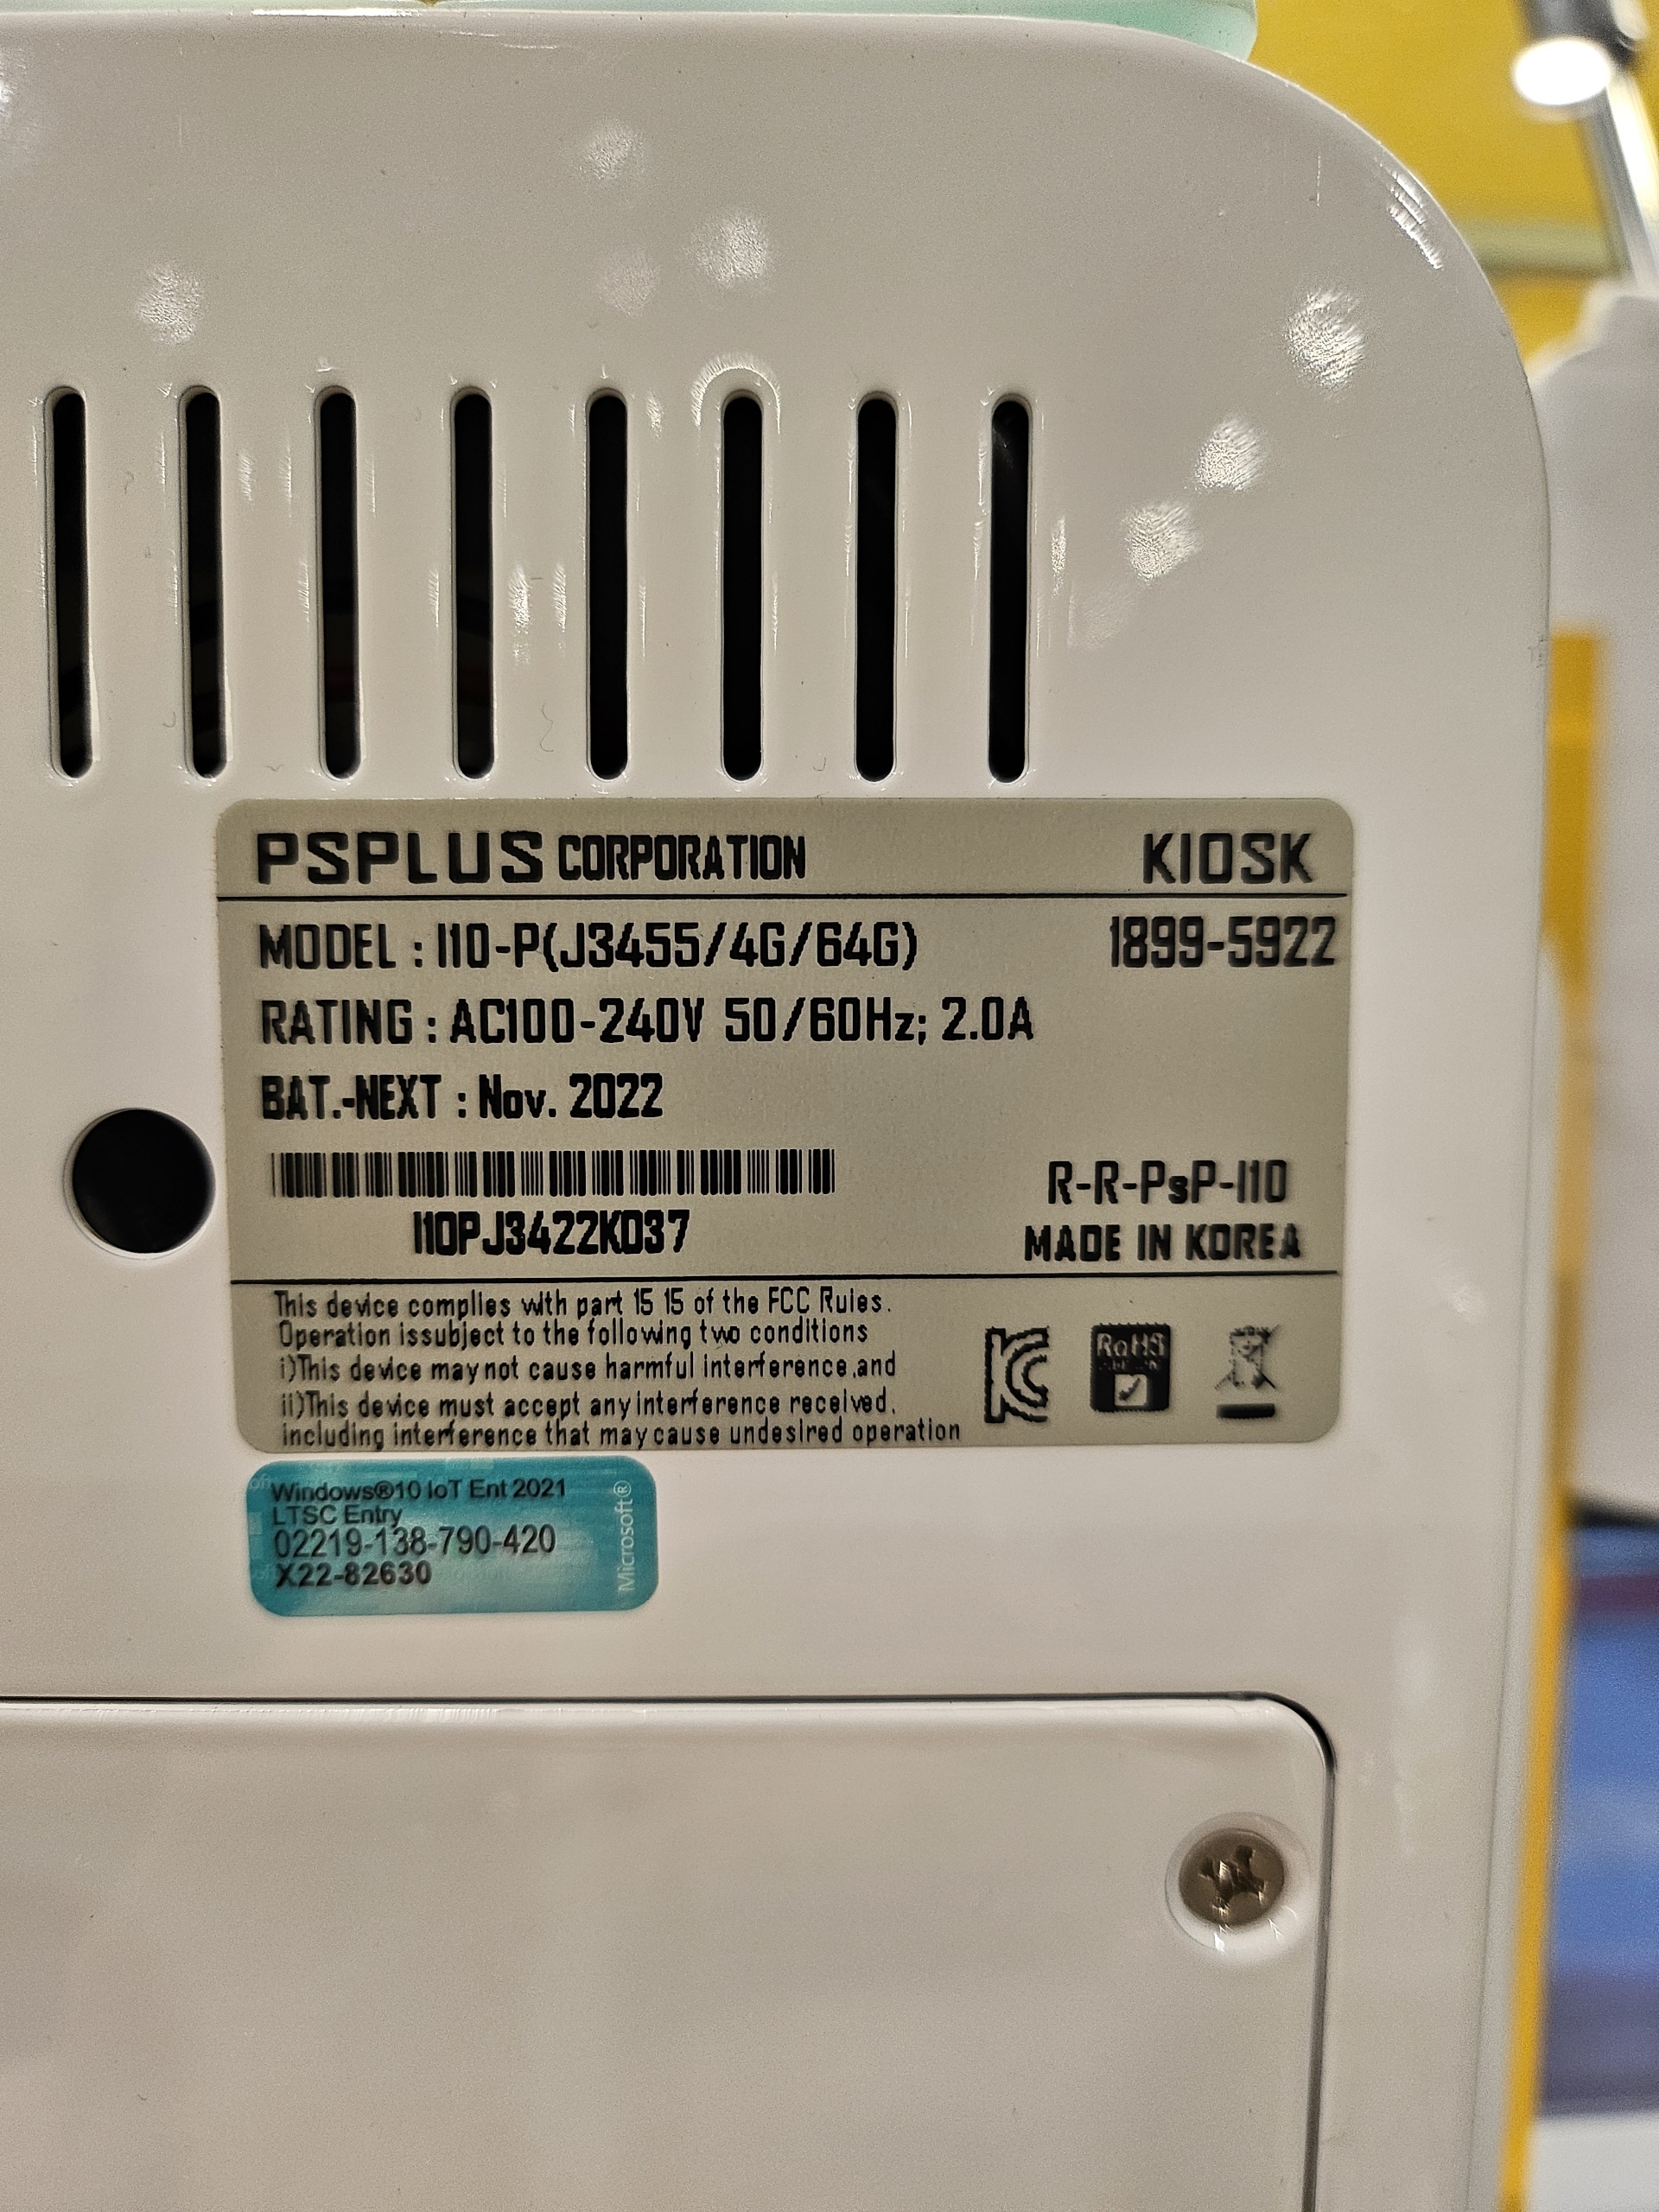 PSPLUS CORPORATION KIOSK
MODEL : I10-P(J3455/4G/64G) 1899-5922
RATING : AC100-240V 50/60Hz; 2.0A
BAT.-NEXT : Nov. 2022
I10PJ3422K037
R-R-PsP-I10
MADE IN KOREA
This device complies with part 15 15 of the FCC Rules.
Operation issubject to the following two conditions
i)This device may not cause harmful interference,and
ii)This device must accept any interference received.
including interference that may cause undesired operation
KC
RoHS
Windows®10 IoT Ent 2021
LTSC Entry
02219-138-790-420
X22-82630
Microsoft®